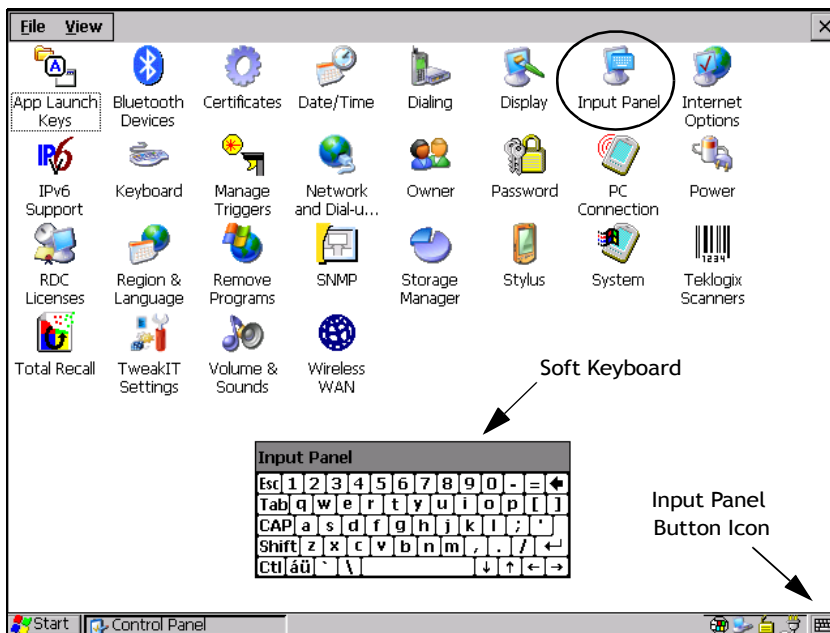 File View
App Launch Keys
Bluetooth Devices
Certificates
Date/Time
Dialing
Display
Input Panel
Internet Options
IPv6
IPv6 Support
Keyboard
Manage Triggers
Network and Dial-u...
Owner
Password
PC Connection
Power
RDC Licenses
Region & Language
Remove Programs
SNMP
Storage Manager
Stylus
System
1234
Teklogix Scanners
Total Recall
TweakIT Settings
Volume & Sounds
Wireless WAN
Soft Keyboard
Input Panel
Esc 1 2 3 4 5 6 7 8 9 0 - =
Tab q w e r t y u i o p [ ]
CAP a s d f g h j k l ; '
Shift z x c v b n m , . /
Ctl áü ` \ ↓ ↑ ← →
Input Panel
Button Icon
Start Control Panel